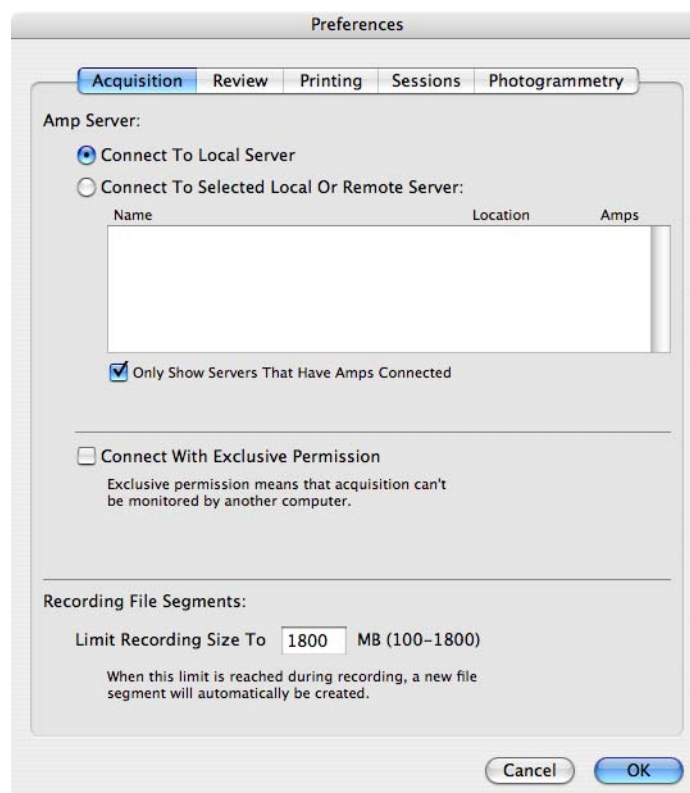 Preferences
Acquisition Review Printing Sessions Photogrammetry
Amp Server:
Connect To Local Server
Connect To Selected Local Or Remote Server:
Name Location Amps
Only Show Servers That Have Amps Connected
Connect With Exclusive Permission
Exclusive permission means that acquisition can't
be monitored by another computer.
Recording File Segments:
Limit Recording Size To 1800 MB (100–1800)
When this limit is reached during recording, a new file
segment will automatically be created.
Cancel OK